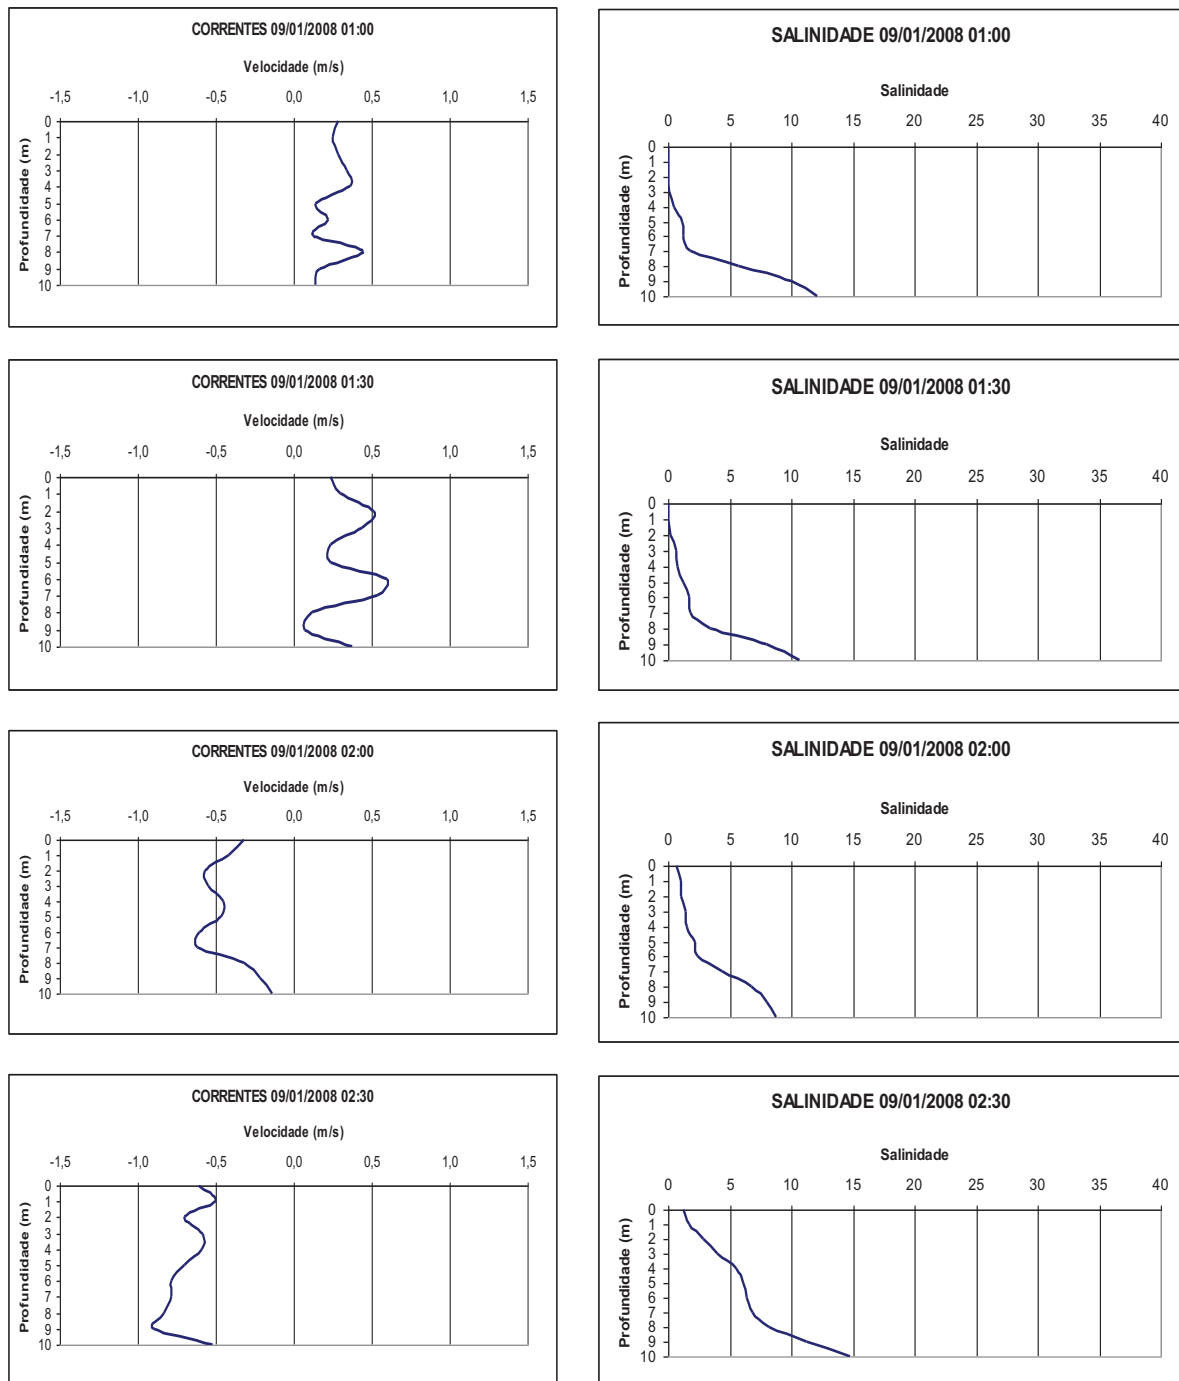 CORRENTES 09/01/2008 01:00
Velocidade (m/s)
-1,5 -1,0 -0,5 0,0 0,5 1,0 1,5
Profundidade (m)
0
1
2
3
4
5
6
7
8
9
10
SALINIDADE 09/01/2008 01:00
Salinidade
0 5 10 15 20 25 30 35 40
Profundidade (m)
0
1
2
3
4
5
6
7
8
9
10
CORRENTES 09/01/2008 01:30
Velocidade (m/s)
-1,5 -1,0 -0,5 0,0 0,5 1,0 1,5
Profundidade (m)
0
1
2
3
4
5
6
7
8
9
10
SALINIDADE 09/01/2008 01:30
Salinidade
0 5 10 15 20 25 30 35 40
Profundidade (m)
0
1
2
3
4
5
6
7
8
9
10
CORRENTES 09/01/2008 02:00
Velocidade (m/s)
-1,5 -1,0 -0,5 0,0 0,5 1,0 1,5
Profundidade (m)
0
1
2
3
4
5
6
7
8
9
10
SALINIDADE 09/01/2008 02:00
Salinidade
0 5 10 15 20 25 30 35 40
Profundidade (m)
0
1
2
3
4
5
6
7
8
9
10
CORRENTES 09/01/2008 02:30
Velocidade (m/s)
-1,5 -1,0 -0,5 0,0 0,5 1,0 1,5
Profundidade (m)
0
1
2
3
4
5
6
7
8
9
10
SALINIDADE 09/01/2008 02:30
Salinidade
0 5 10 15 20 25 30 35 40
Profundidade (m)
0
1
2
3
4
5
6
7
8
9
10